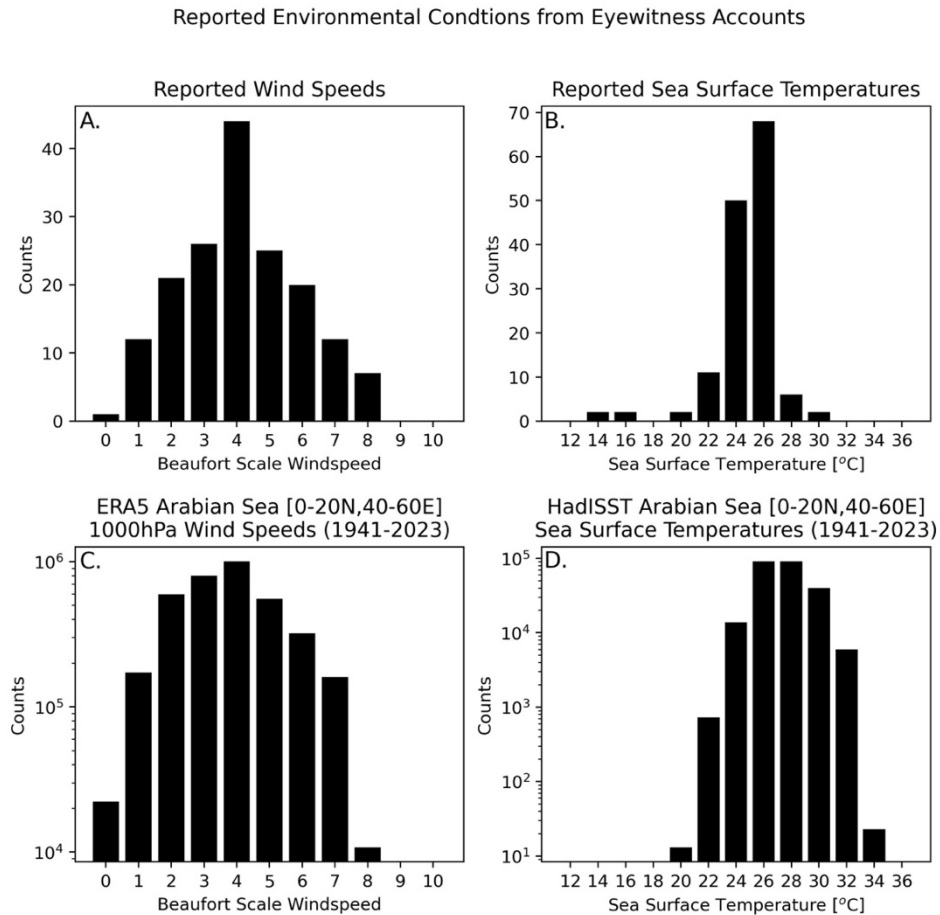 Reported Environmental Condtions from Eyewitness Accounts
Reported Wind Speeds
A.
40
30
20
10
0
Counts
0 1 2 3 4 5 6 7 8 9 10
Beaufort Scale Windspeed
Reported Sea Surface Temperatures
B.
70
60
50
40
30
20
10
0
Counts
12 14 16 18 20 22 24 26 28 30 32 34 36
Sea Surface Temperature [°C]
ERA5 Arabian Sea [0-20N,40-60E]
1000hPa Wind Speeds (1941-2023)
C.
10⁶
10⁵
10⁴
Counts
0 1 2 3 4 5 6 7 8 9 10
Beaufort Scale Windspeed
HadISST Arabian Sea [0-20N,40-60E]
Sea Surface Temperatures (1941-2023)
D.
10⁵
10⁴
10³
10²
10¹
Counts
12 14 16 18 20 22 24 26 28 30 32 34 36
Sea Surface Temperature [°C]